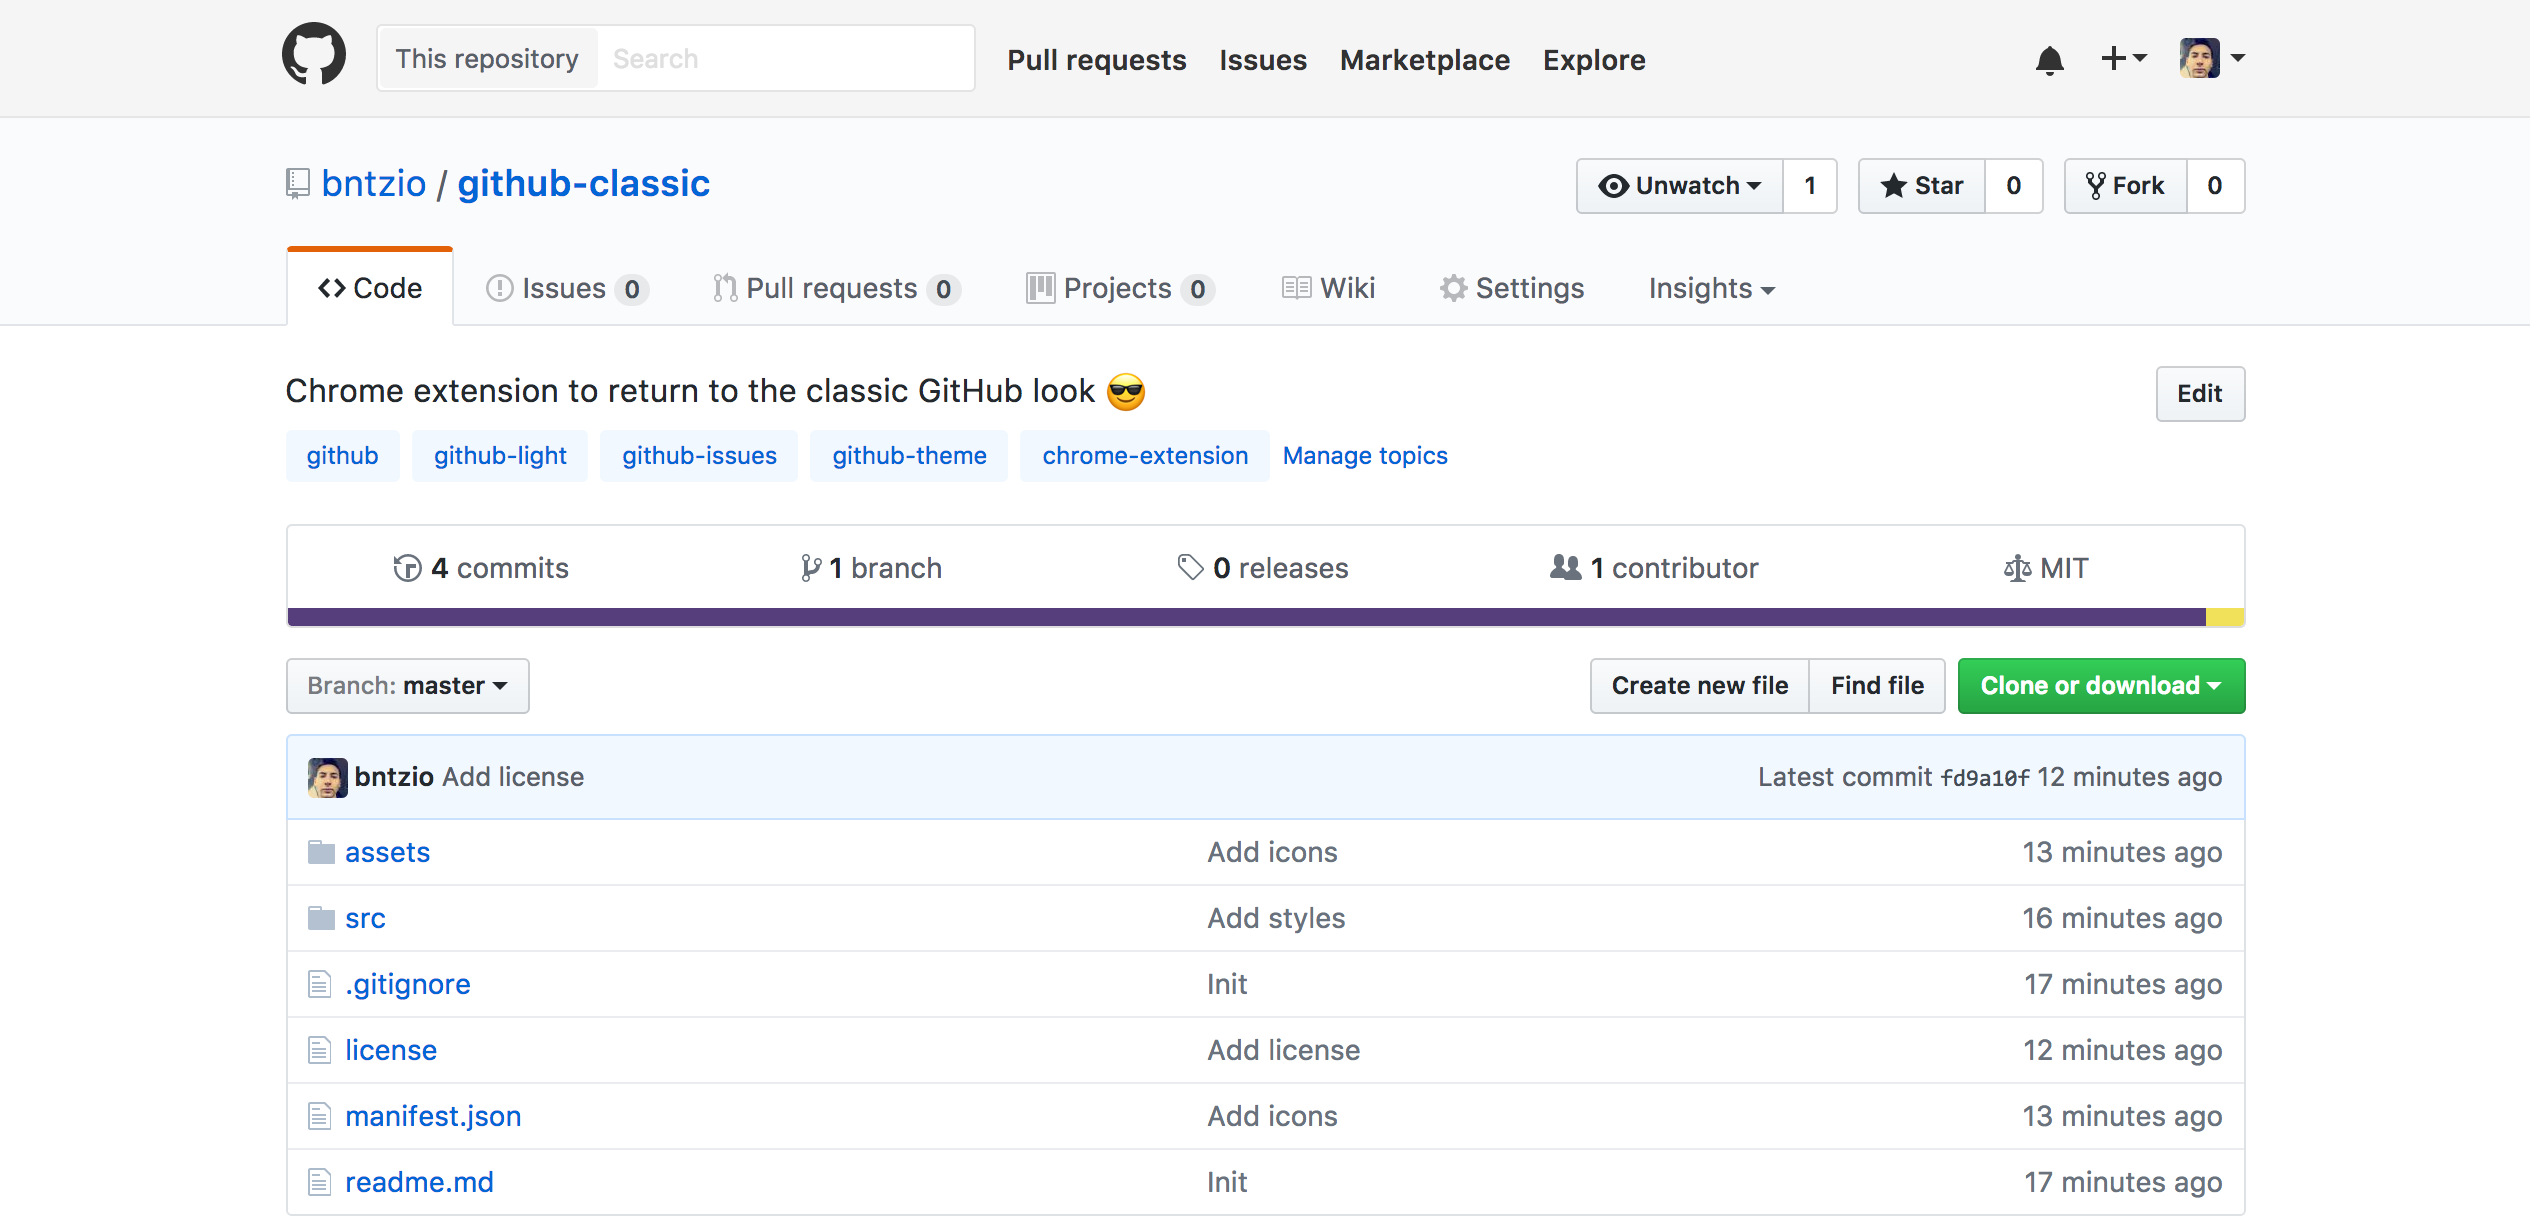 This repository Search Pull requests Issues Marketplace Explore
bntzio / github-classic Unwatch 1 Star 0 Fork 0
Code Issues 0 Pull requests 0 Projects 0 Wiki Settings Insights
Chrome extension to return to the classic GitHub look 😎 Edit
github github-light github-issues github-theme chrome-extension Manage topics
4 commits 1 branch 0 releases 1 contributor MIT
Branch: master Create new file Find file Clone or download
bntzio Add license Latest commit fd9a10f 12 minutes ago
assets Add icons 13 minutes ago
src Add styles 16 minutes ago
.gitignore Init 17 minutes ago
license Add license 12 minutes ago
manifest.json Add icons 13 minutes ago
readme.md Init 17 minutes ago